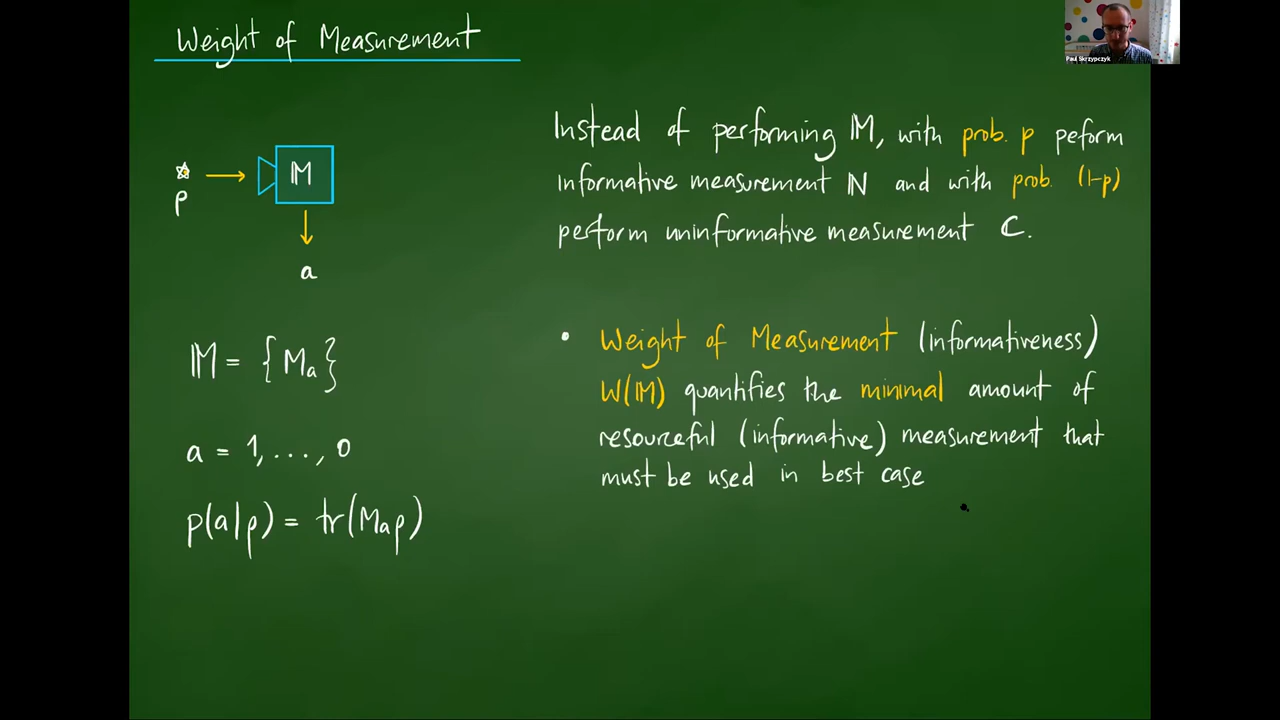 Weight of Measurement
Paul Skrzypczyk
Instead of performing 𝕄, with prob. p peform
informative measurement ℕ and with prob. (1-p)
perform uninformative measurement ℂ.
𝕄
ρ
a
• Weight of Measurement (informativeness)
W(𝕄) quantifies the minimal amount of
resourceful (informative) measurement that
must be used in best case
𝕄 = {Ma}
a = 1, ..., o
p(a|ρ) = tr(Maρ)